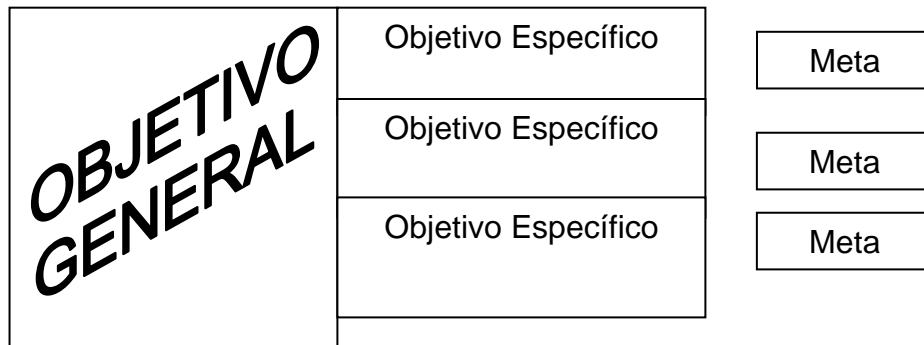 OBJETIVO
GENERAL
Objetivo Específico
Meta
Objetivo Específico
Meta
Objetivo Específico
Meta